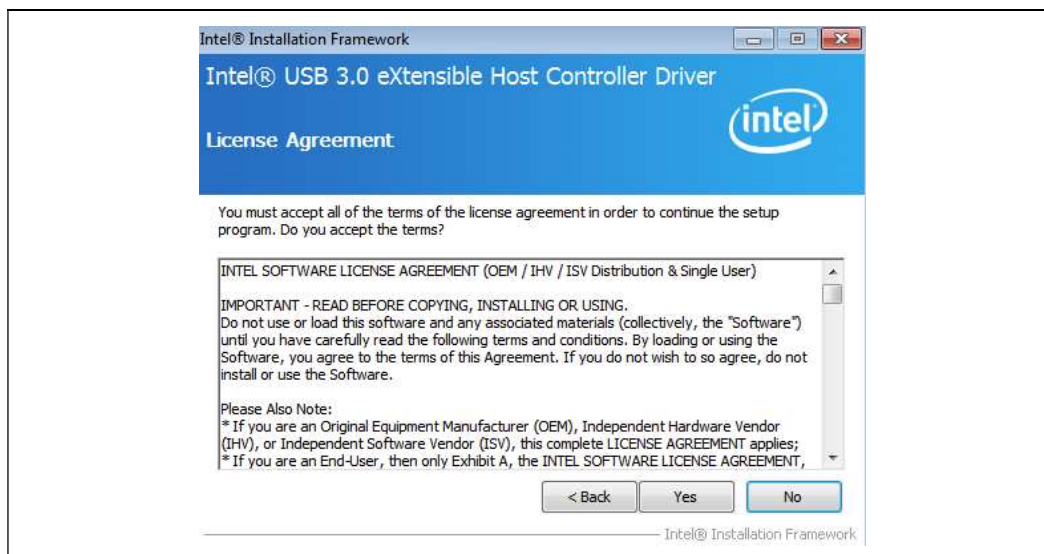 Intel® Installation Framework
Intel® USB 3.0 eXtensible Host Controller Driver
intel
License Agreement
You must accept all of the terms of the license agreement in order to continue the setup
program. Do you accept the terms?
INTEL SOFTWARE LICENSE AGREEMENT (OEM / IHV / ISV Distribution & Single User)
IMPORTANT - READ BEFORE COPYING, INSTALLING OR USING.
Do not use or load this software and any associated materials (collectively, the "Software")
until you have carefully read the following terms and conditions. By loading or using the
Software, you agree to the terms of this Agreement. If you do not wish to so agree, do not
install or use the Software.
Please Also Note:
* If you are an Original Equipment Manufacturer (OEM), Independent Hardware Vendor
(IHV), or Independent Software Vendor (ISV), this complete LICENSE AGREEMENT applies;
* If you are an End-User, then only Exhibit A, the INTEL SOFTWARE LICENSE AGREEMENT,
< Back Yes No
Intel® Installation Framework